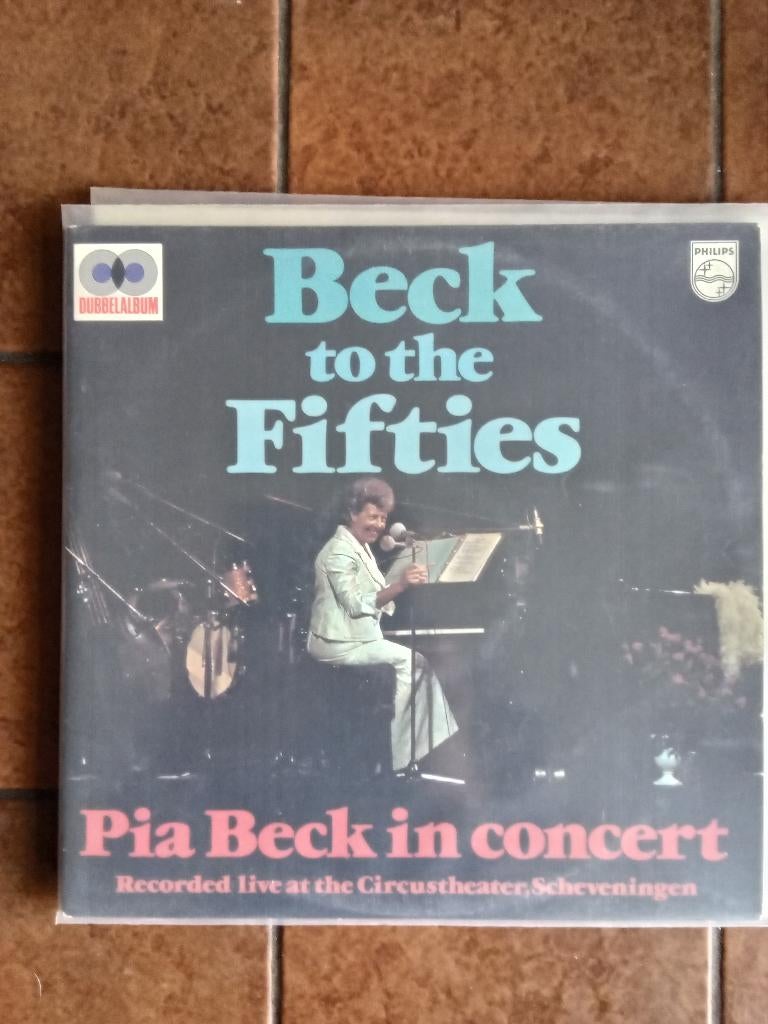 DUBBELALBUM
PHILIPS
Beck
to the
Fifties
Pia Beck in concert
Recorded live at the Circustheater, Scheveningen